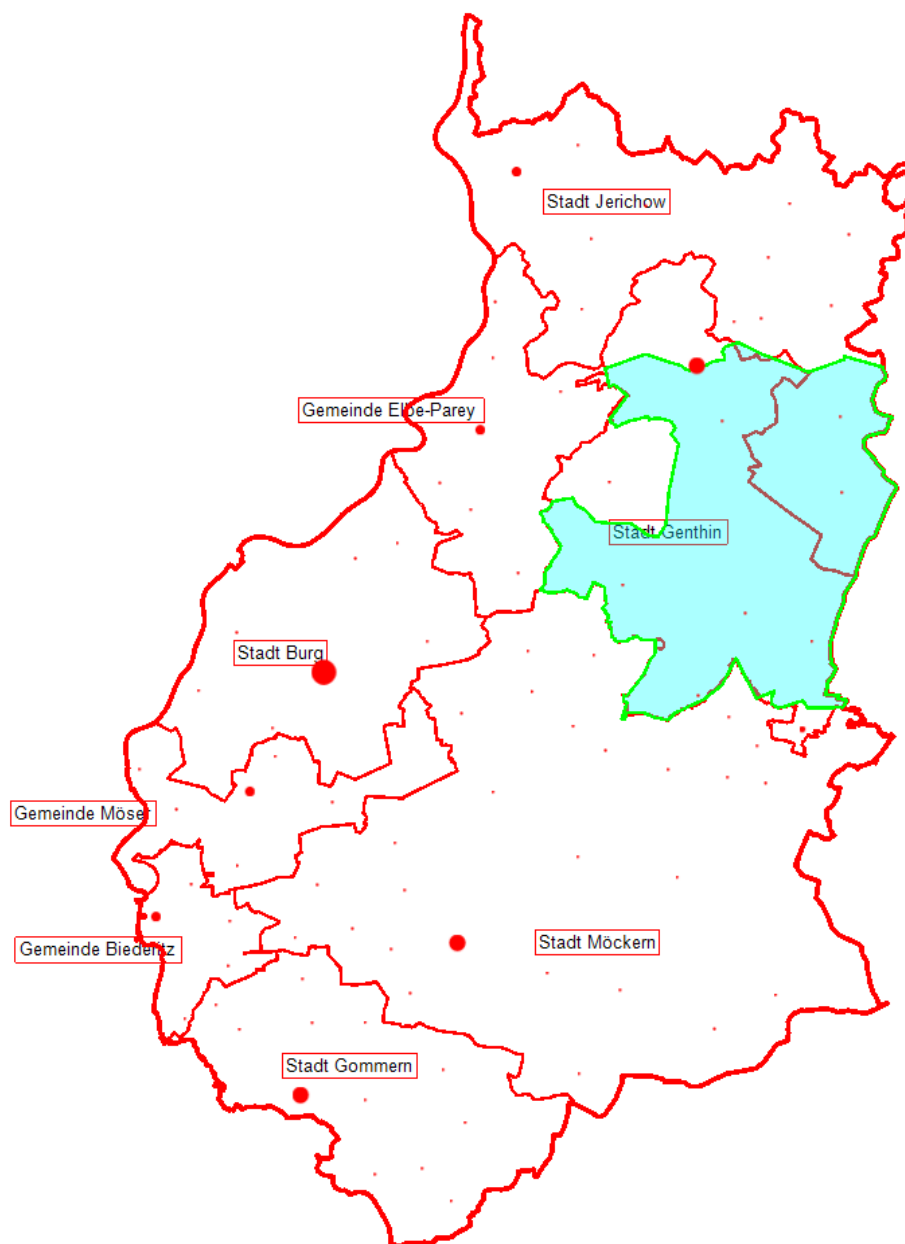 Stadt Jerichow
Gemeinde Elbe-Parey
Stadt Genthin
Stadt Burg
Gemeinde Möser
Stadt Möckern
Gemeinde Biederitz
Stadt Gommern